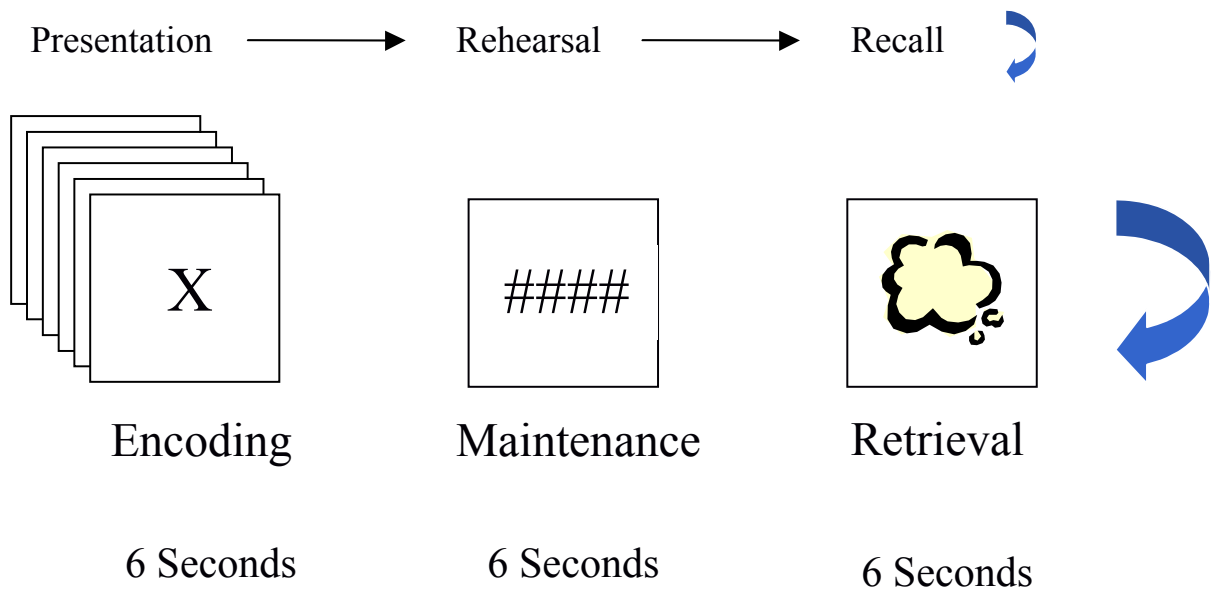 Presentation Rehearsal Recall
X ####
Encoding Maintenance Retrieval
6 Seconds 6 Seconds 6 Seconds